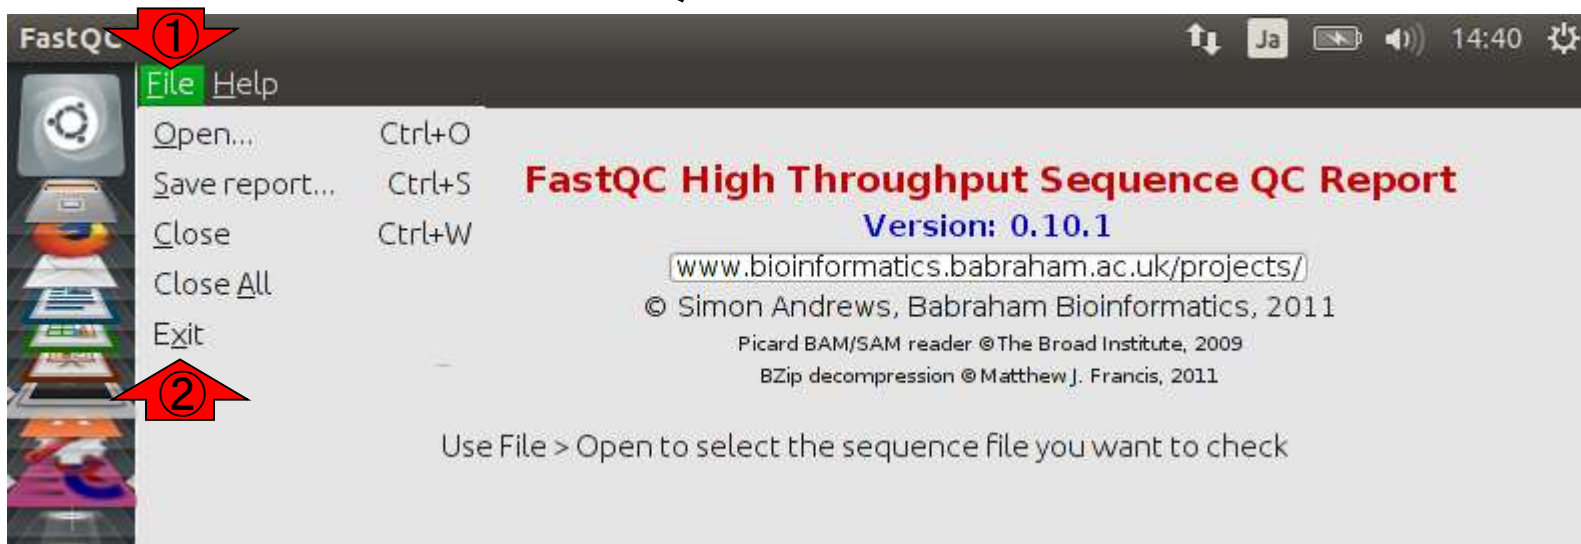 FastQC
①
Ja
14:40
File Help
Open... Ctrl+O
Save report... Ctrl+S
Close Ctrl+W
Close All
Exit
②
FastQC High Throughput Sequence QC Report
Version: 0.10.1
www.bioinformatics.babraham.ac.uk/projects/
© Simon Andrews, Babraham Bioinformatics, 2011
Picard BAM/SAM reader ©The Broad Institute, 2009
BZip decompression ©Matthew J. Francis, 2011
Use File > Open to select the sequence file you want to check